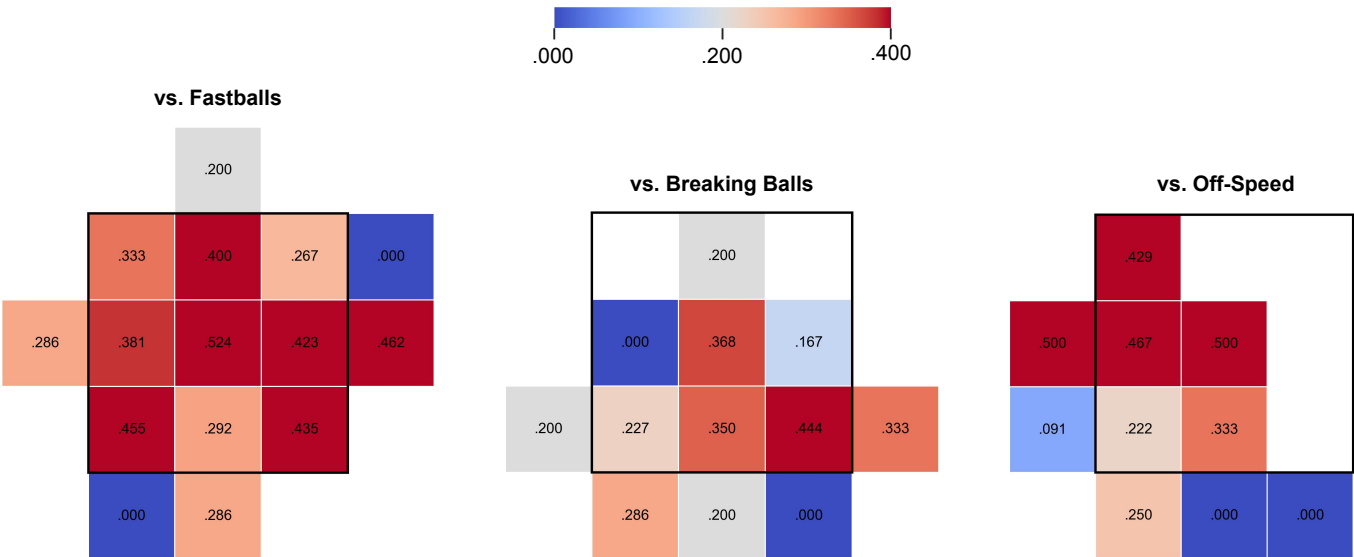 .000 .200 .400
vs. Fastballs
.200
.333 .400 .267 .000
.286 .381 .524 .423 .462
.455 .292 .435
.000 .286
vs. Breaking Balls
.200
.000 .368 .167
.200 .227 .350 .444 .333
.286 .200 .000
vs. Off-Speed
.429
.500 .467 .500
.091 .222 .333
.250 .000 .000